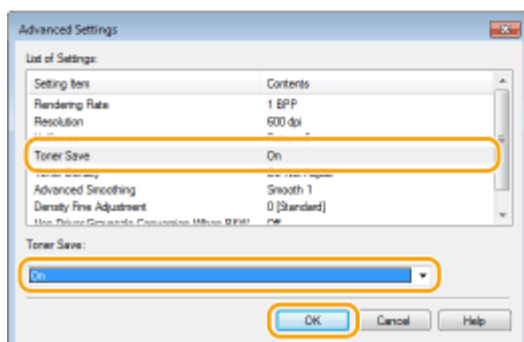 Advanced Settings
List of Settings:
Setting Item Contents
Rendering Rate 1 BPP
Resolution 600 dpi
Toner Save On
Advanced Smoothing Smooth 1
Density Fine Adjustment 0 [Standard]
Toner Save:
On
OK Cancel Help